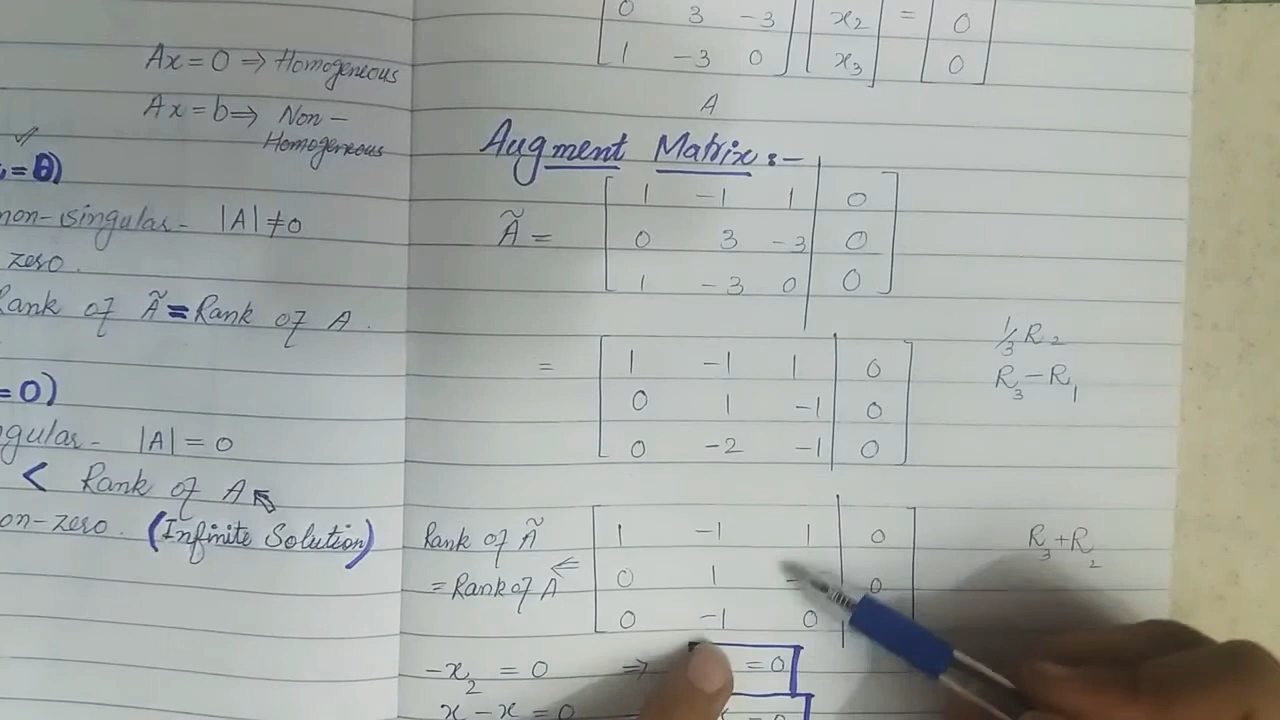 Ax = 0 ⇒ Homogeneous
Ax = b ⇒ Non-
Homogeneous
= 0)
non-singular - |A| ≠ 0
zero.
Rank of Ã = Rank of A.
= 0)
|A| = 0
< Rank of A
non-zero. (Infinite Solution)
0 3 -3 x₂ = 0
1 -3 0 x₃ 0
A
Augment Matrix :-
1 -1 1 | 0
Ã = 0 3 -3 | 0
1 -3 0 | 0
1/3 R₂
= 1 -1 1 | 0
R₃ - R₁
0 1 -1 | 0
0 -2 -1 | 0
Rank of Ã 1 -1 1 | 0 R₃ + R₂
= Rank of A ⇐ 0 1 - | 0
0 -1 0 |
-x₂ = 0 ⇒ = 0
x - x = 0